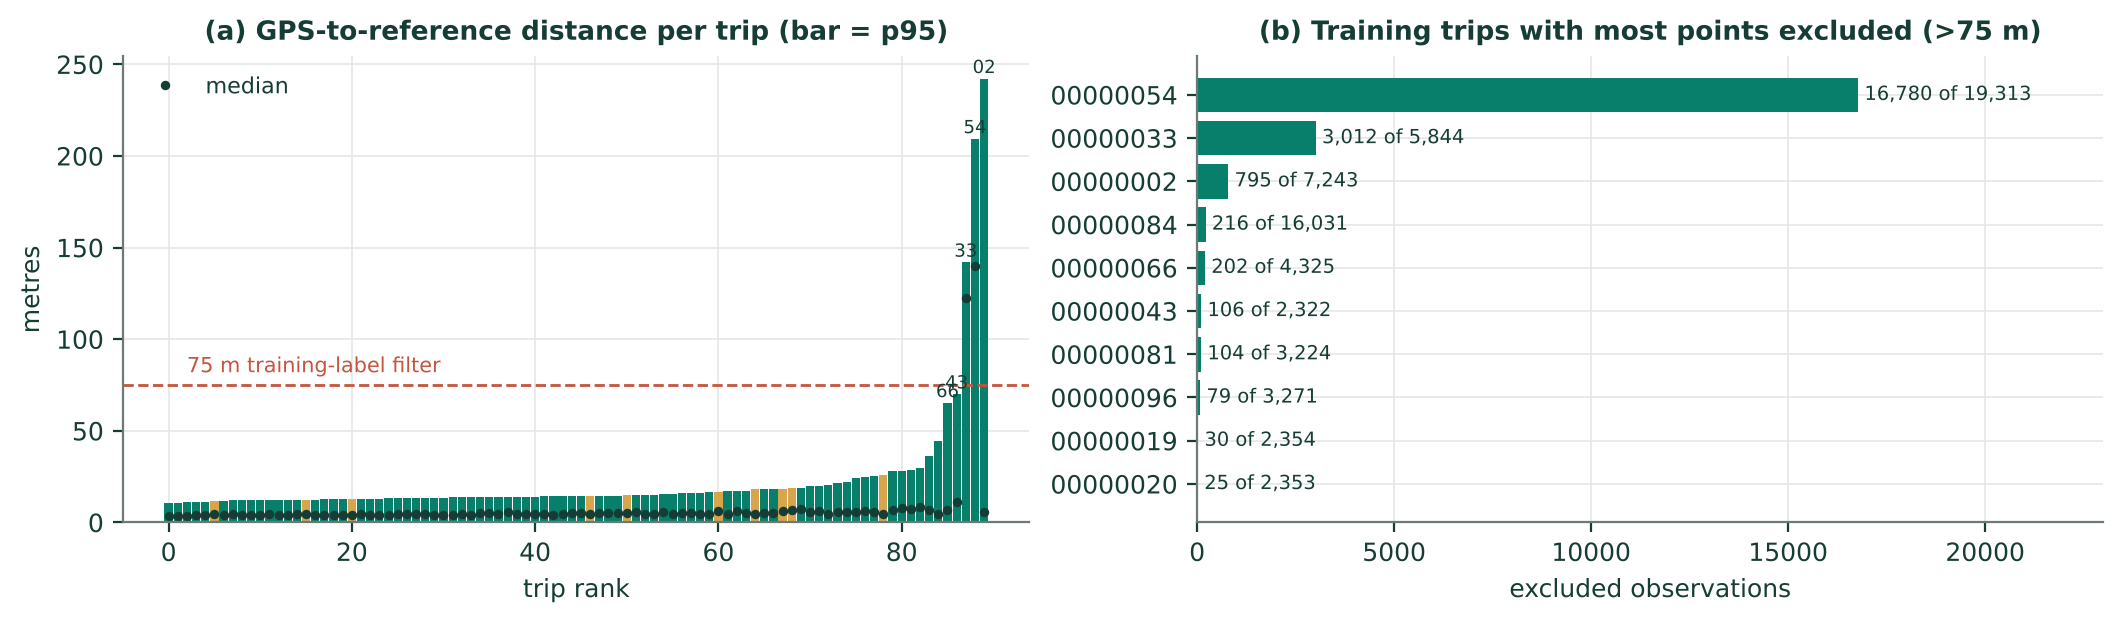 (a) GPS-to-reference distance per trip (bar = p95)
250
200
150
100
50
0
metres
median
75 m training-label filter
66
43
33
54
02
0
20
40
60
80
trip rank
(b) Training trips with most points excluded (>75 m)
00000054
16,780 of 19,313
00000033
3,012 of 5,844
00000002
795 of 7,243
00000084
216 of 16,031
00000066
202 of 4,325
00000043
106 of 2,322
00000081
104 of 3,224
00000096
79 of 3,271
00000019
30 of 2,354
00000020
25 of 2,353
0
5000
10000
15000
20000
excluded observations